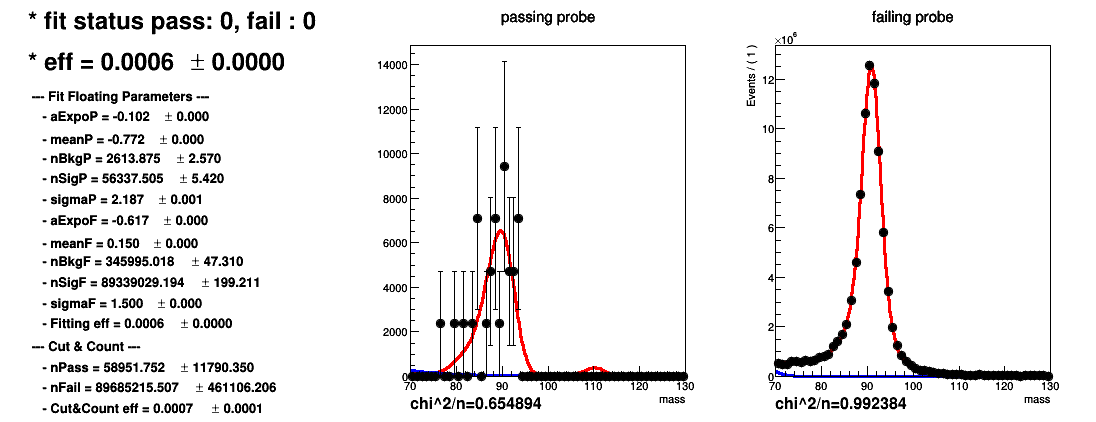 * fit status pass: 0, fail : 0
* eff = 0.0006 ± 0.0000
--- Fit Floating Parameters ---
- aExpoP = -0.102 ± 0.000
- meanP = -0.772 ± 0.000
- nBkgP = 2613.875 ± 2.570
- nSigP = 56337.505 ± 5.420
- sigmaP = 2.187 ± 0.001
- aExpoF = -0.617 ± 0.000
- meanF = 0.150 ± 0.000
- nBkgF = 345995.018 ± 47.310
- nSigF = 89339029.194 ± 199.211
- sigmaF = 1.500 ± 0.000
- Fitting eff = 0.0006 ± 0.0000
--- Cut & Count ---
- nPass = 58951.752 ± 11790.350
- nFail = 89685215.507 ± 461106.206
- Cut&Count eff = 0.0007 ± 0.0001
passing probe
14000
12000
10000
8000
6000
4000
2000
0
70 80 90 100 110 120 130
mass
chi^2/n=0.654894
failing probe
×10^6
Events / ( 1 )
12
10
8
6
4
2
0
70 80 90 100 110 120 130
mass
chi^2/n=0.992384